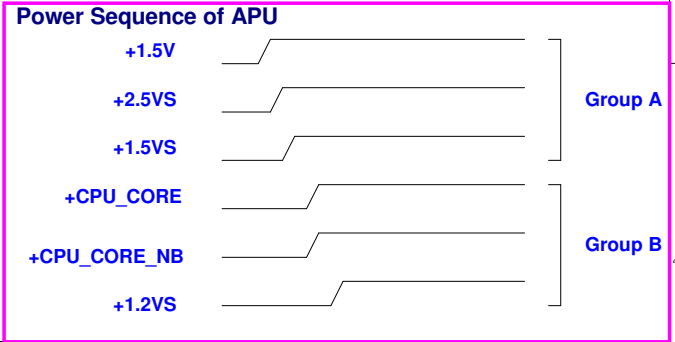 Power Sequence of APU
+1.5V
+2.5VS
Group A
+1.5VS
+CPU_CORE
+CPU_CORE_NB
Group B
+1.2VS